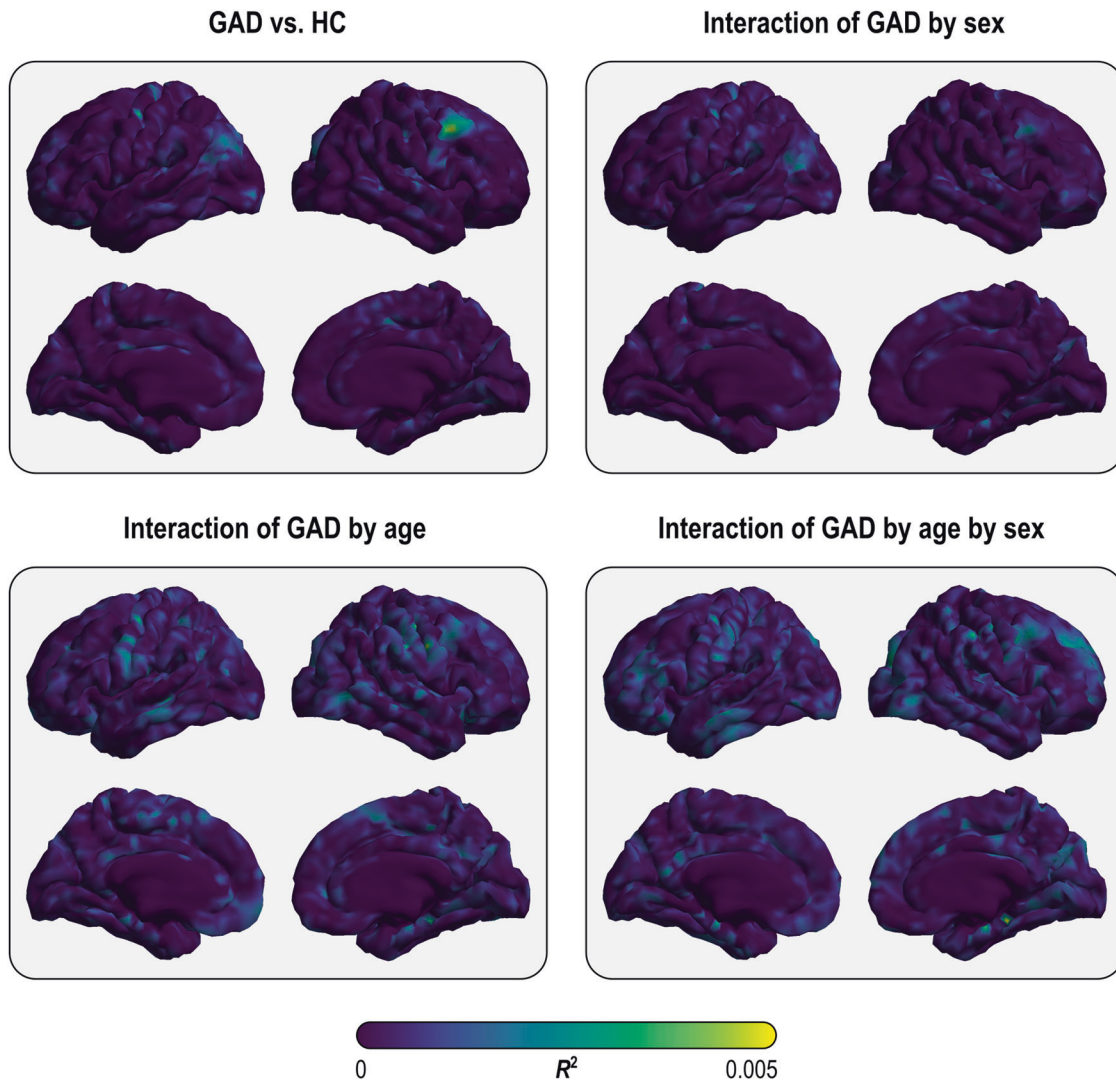 GAD vs. HC
Interaction of GAD by sex
Interaction of GAD by age
Interaction of GAD by age by sex
0 R² 0.005